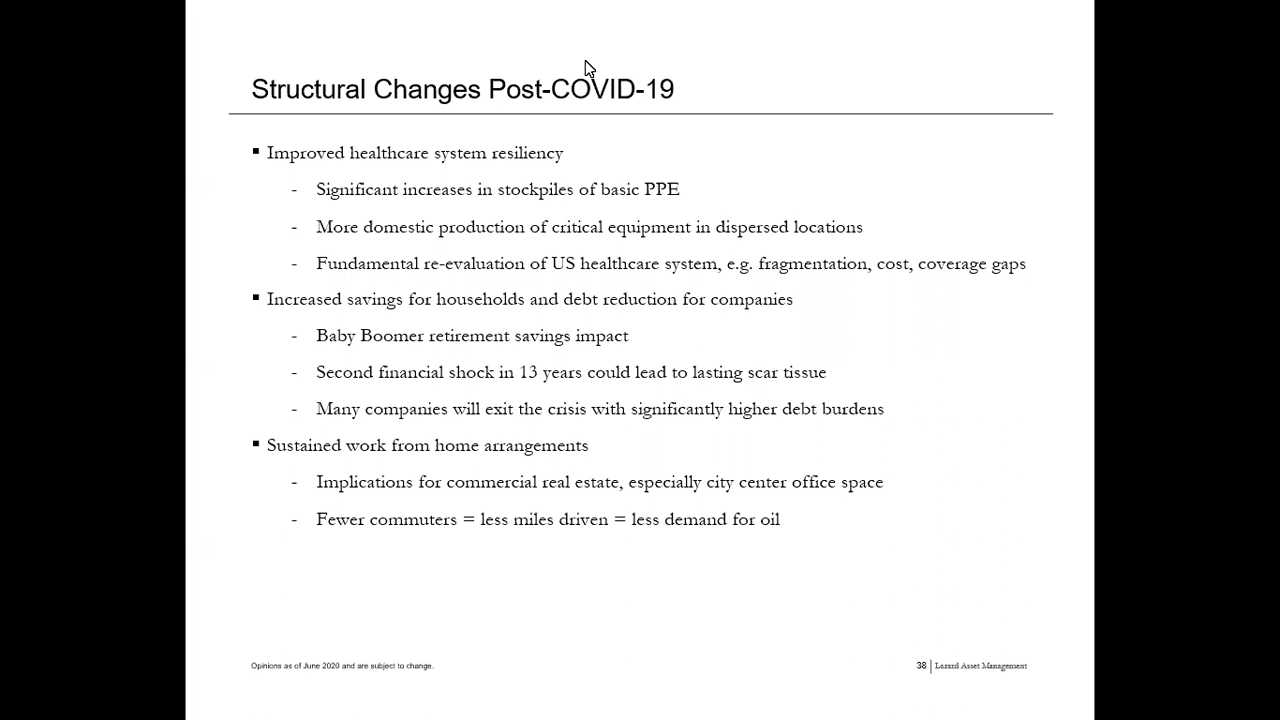 Structural Changes Post-COVID-19
▪ Improved healthcare system resiliency
- Significant increases in stockpiles of basic PPE
- More domestic production of critical equipment in dispersed locations
- Fundamental re-evaluation of US healthcare system, e.g. fragmentation, cost, coverage gaps
▪ Increased savings for households and debt reduction for companies
- Baby Boomer retirement savings impact
- Second financial shock in 13 years could lead to lasting scar tissue
- Many companies will exit the crisis with significantly higher debt burdens
▪ Sustained work from home arrangements
- Implications for commercial real estate, especially city center office space
- Fewer commuters = less miles driven = less demand for oil
Opinions as of June 2020 and are subject to change.
38 | Lazard Asset Management